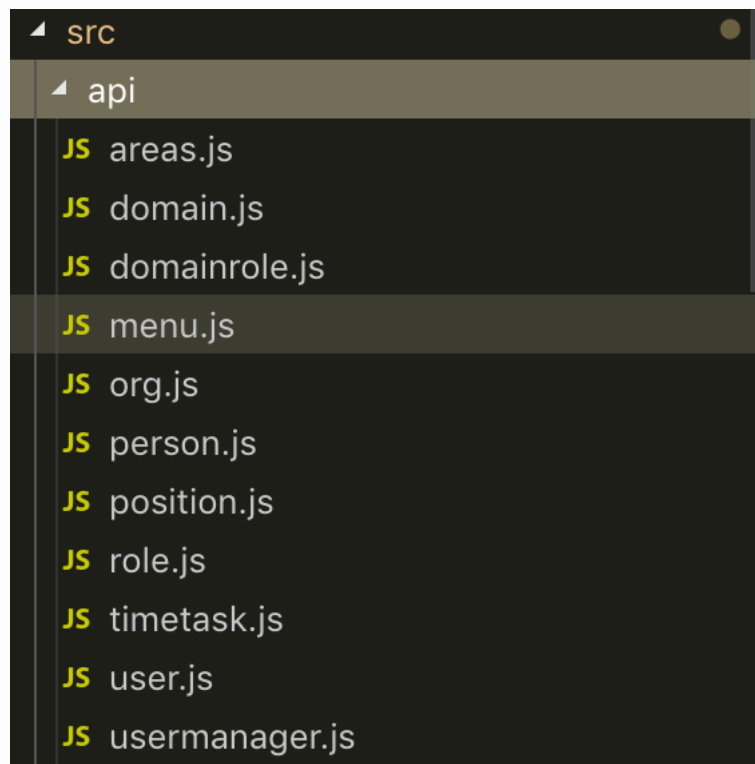 src
api
JS areas.js
JS domain.js
JS domainrole.js
JS menu.js
JS org.js
JS person.js
JS position.js
JS role.js
JS timetask.js
JS user.js
JS usermanager.js